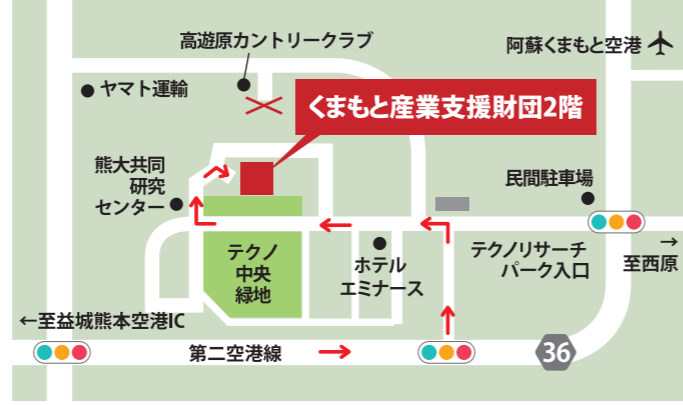 高遊原カントリークラブ
阿蘇くまもと空港
ヤマト運輸
くまもと産業支援財団2階
熊大共同
研究
センター
民間駐車場
テクノ
中央
緑地
ホテル
エミナース
テクノリサーチ
パーク入口
→
至西原
←至益城熊本空港IC
第二空港線
36